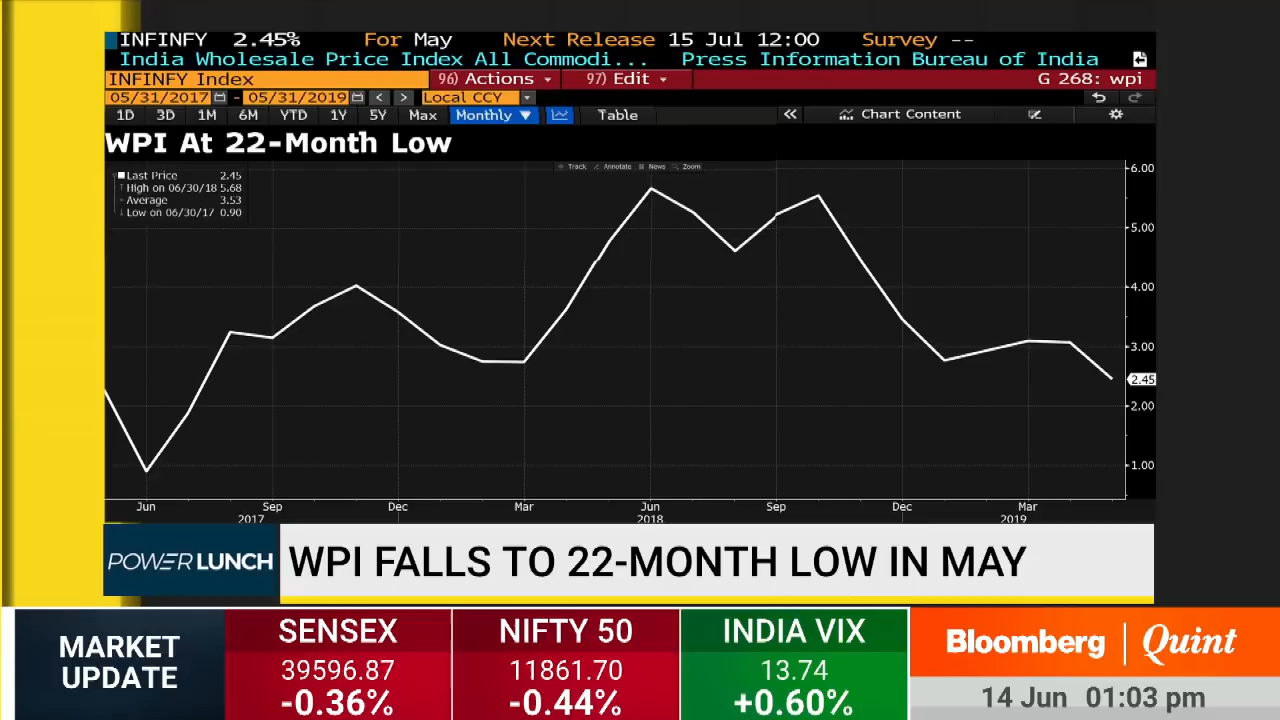 INFINFY 2.45% For May Next Release 15 Jul 12:00 Survey --
India Wholesale Price Index All Commodi... Press Information Bureau of India
INFINFY Index 96) Actions 97) Edit G 268: wpi
05/31/2017 - 05/31/2019 < > Local CCY
1D 3D 1M 6M YTD 1Y 5Y Max Monthly ▼ Table « Chart Content
WPI At 22-Month Low
Track Annotate News Zoom
Last Price 2.45
High on 06/30/18 5.68
Average 3.53
Low on 06/30/17 0.90
6.00
5.00
4.00
3.00
2.45
2.00
1.00
Jun Sep Dec Mar Jun Sep Dec Mar
2017 2018 2019
POWER LUNCH WPI FALLS TO 22-MONTH LOW IN MAY
MARKET UPDATE
SENSEX
39596.87
-0.36%
NIFTY 50
11861.70
-0.44%
INDIA VIX
13.74
+0.60%
Bloomberg | Quint
14 Jun 01:03 pm